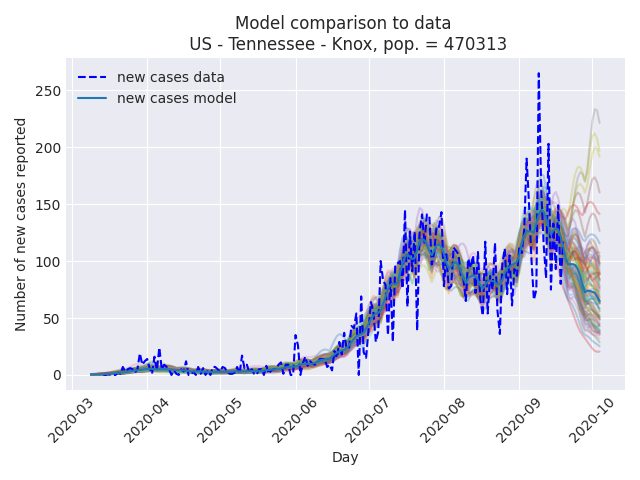 Model comparison to data
US - Tennessee - Knox, pop. = 470313
new cases data
new cases model
Number of new cases reported
250
200
150
100
50
0
2020-03
2020-04
2020-05
2020-06
2020-07
2020-08
2020-09
2020-10
Day